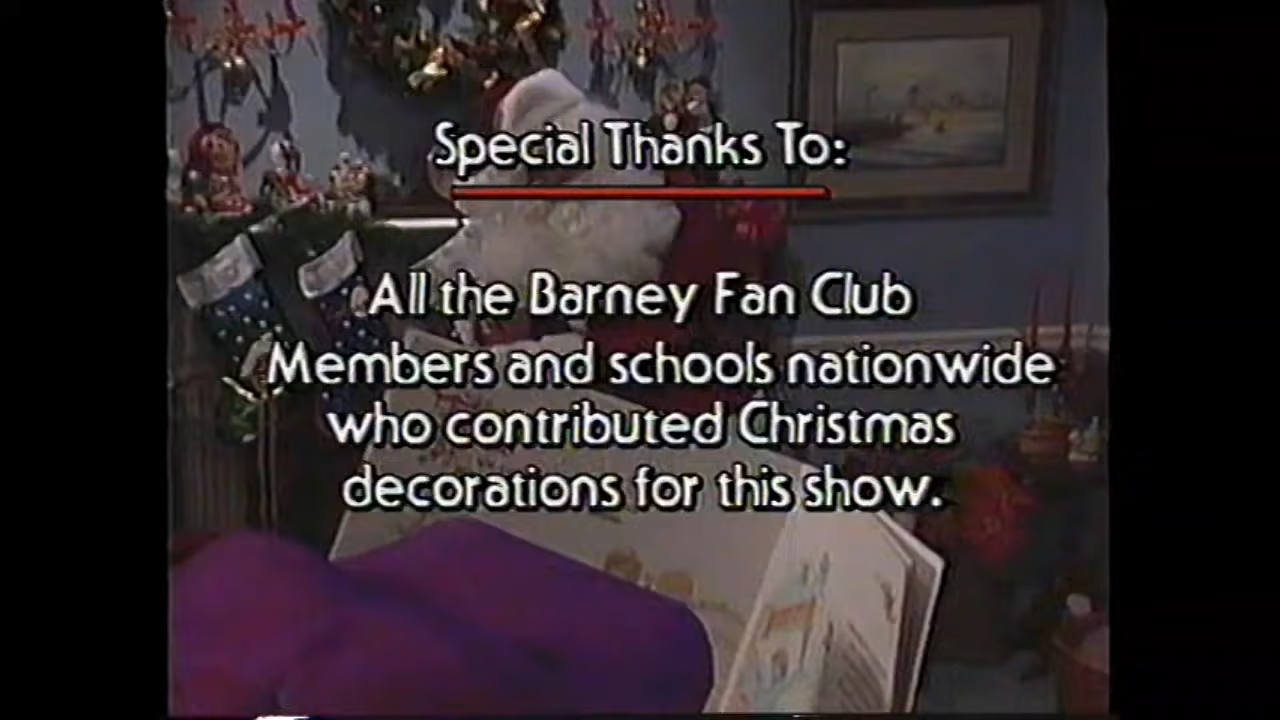 Special Thanks To:
All the Barney Fan Club
Members and schools nationwide
who contributed Christmas
decorations for this show.